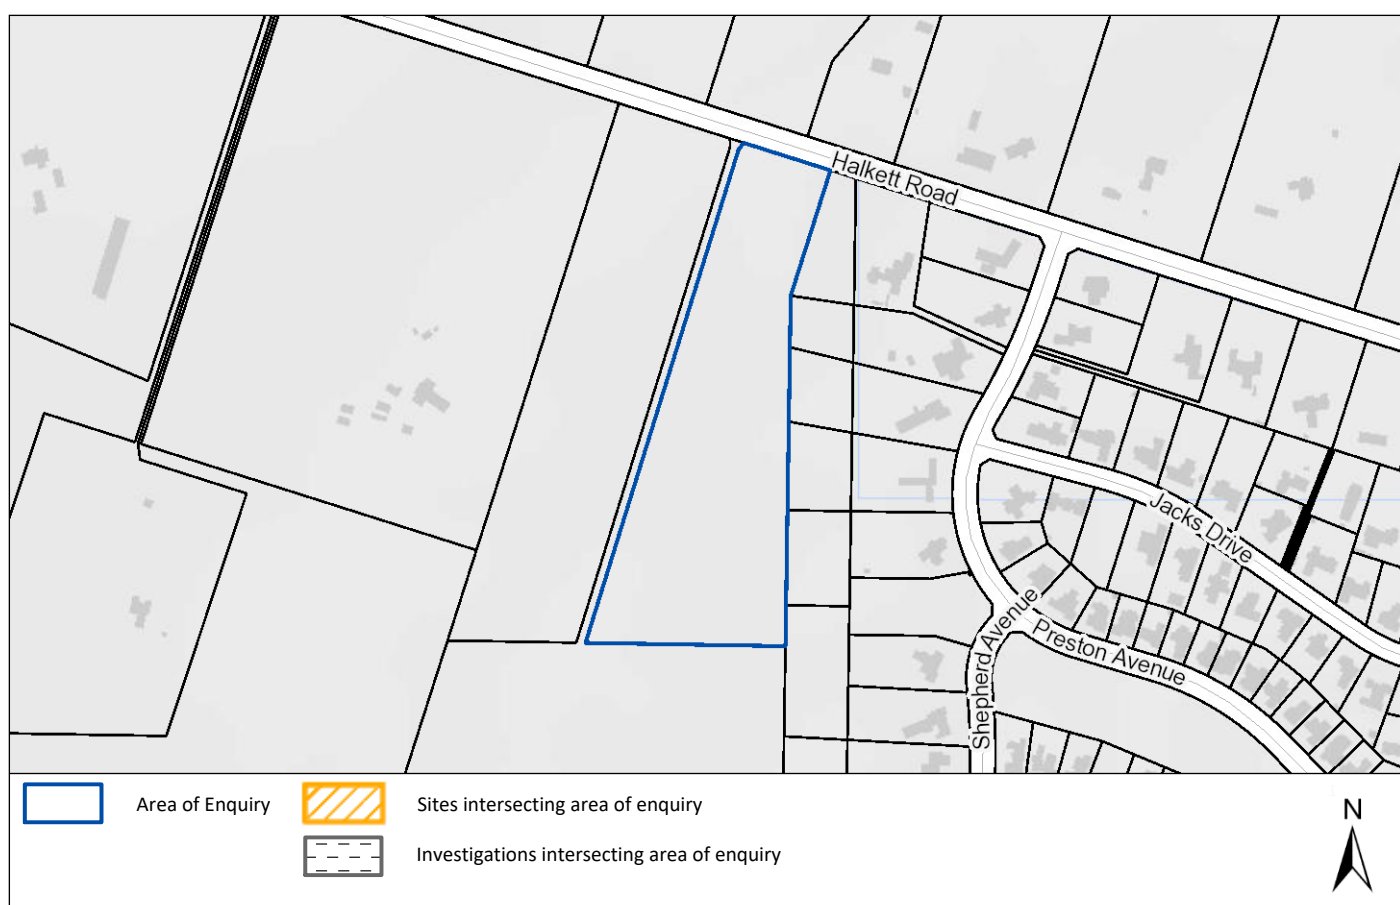 Halkett Road
Jacks Drive
Shepherd Avenue
Preston Avenue
Area of Enquiry
Sites intersecting area of enquiry
Investigations intersecting area of enquiry
N